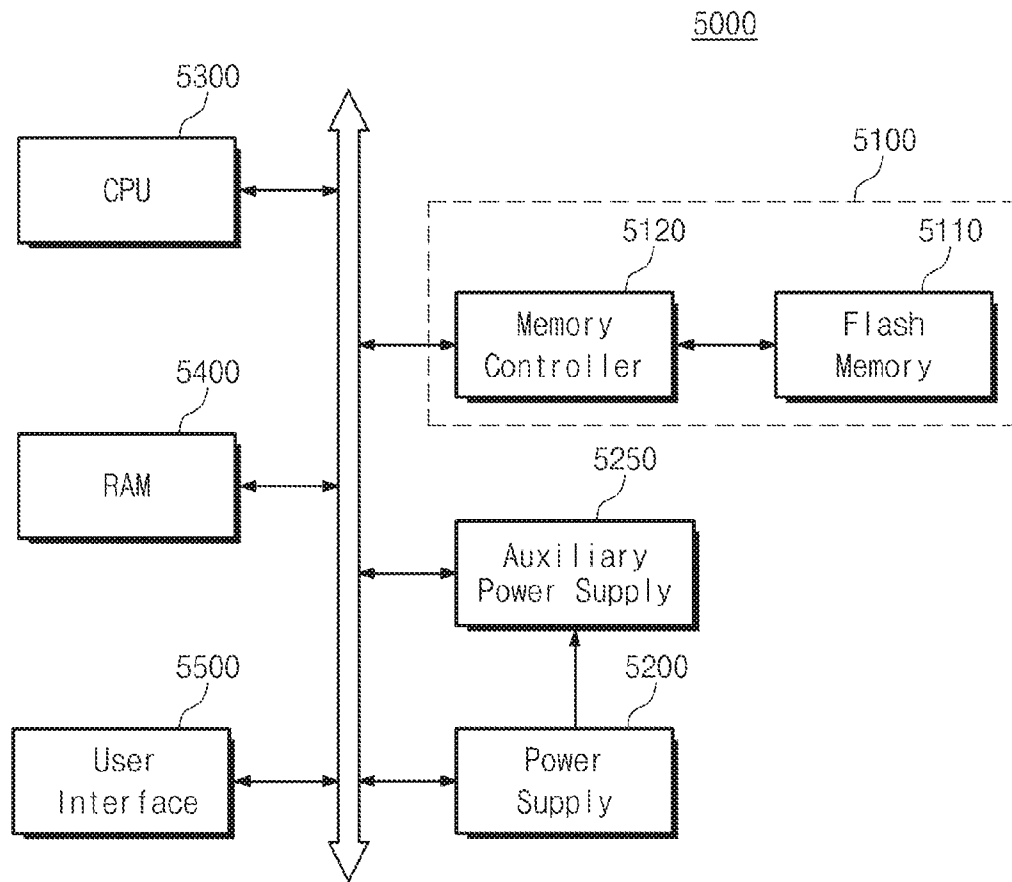 5000
5300
CPU
5100
5120
5110
Memory
Controller
Flash
Memory
5400
RAM
5250
Auxiliary
Power Supply
5500
User
Interface
5200
Power
Supply